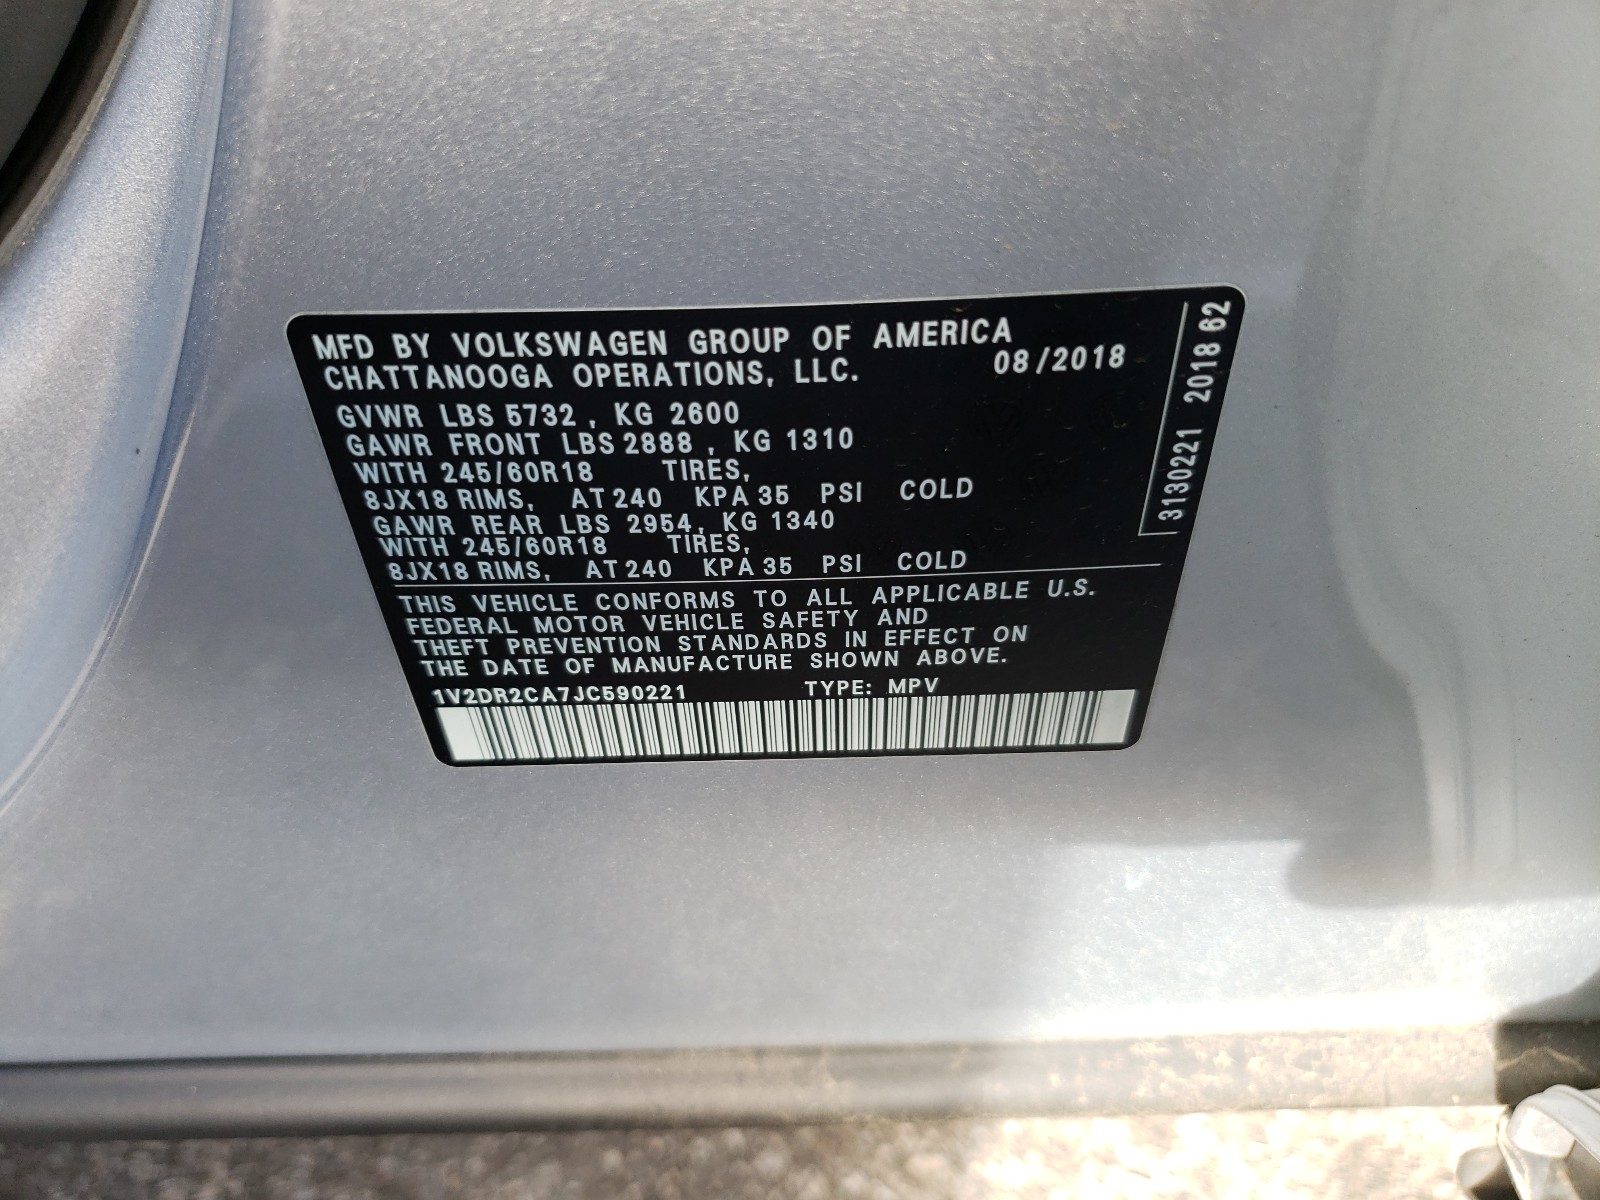 MFD BY VOLKSWAGEN GROUP OF AMERICA
CHATTANOOGA OPERATIONS, LLC. 08/2018
GVWR LBS 5732 , KG 2600
GAWR FRONT LBS 2888 , KG 1310
WITH 245/60R18 TIRES,
8JX18 RIMS, AT 240 KPA 35 PSI COLD
GAWR REAR LBS 2954, KG 1340
WITH 245/60R18 TIRES,
8JX18 RIMS, AT 240 KPA 35 PSI COLD
THIS VEHICLE CONFORMS TO ALL APPLICABLE U.S.
FEDERAL MOTOR VEHICLE SAFETY AND
THEFT PREVENTION STANDARDS IN EFFECT ON
THE DATE OF MANUFACTURE SHOWN ABOVE.
1V2DR2CA7JC590221 TYPE: MPV
3130221 2018 62